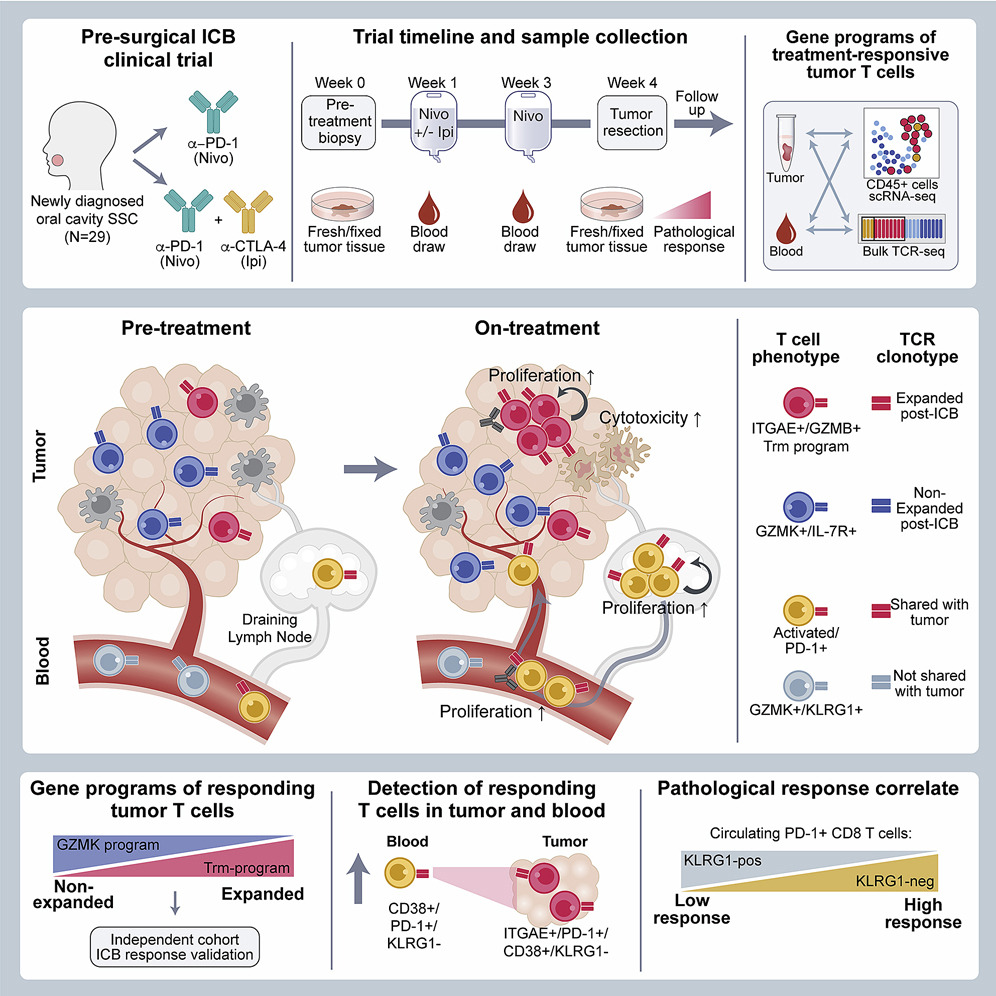 Pre-surgical ICB
clinical trial
α–PD-1
(Nivo)
Newly diagnosed
oral cavity SSC
(N=29)
α-PD-1
(Nivo)
+
α-CTLA-4
(Ipi)
Trial timeline and sample collection
Week 0
Pre-
treatment
biopsy
Week 1
Nivo
+/- Ipi
Week 3
Nivo
Week 4
Tumor
resection
Follow
up
Fresh/fixed
tumor tissue
Blood
draw
Blood
draw
Fresh/fixed
tumor tissue
Pathological
response
Gene programs of
treatment-responsive
tumor T cells
Tumor
CD45+ cells
scRNA-seq
Blood
Bulk TCR-seq
Pre-treatment
On-treatment
Tumor
Blood
Draining
Lymph Node
Proliferation ↑
Cytotoxicity ↑
Proliferation ↑
Proliferation ↑
T cell
phenotype
TCR
clonotype
ITGAE+/GZMB+
Trm program
Expanded
post-ICB
GZMK+/IL-7R+
Non-
Expanded
post-ICB
Activated/
PD-1+
Shared with
tumor
GZMK+/KLRG1+
Not shared
with tumor
Gene programs of responding
tumor T cells
GZMK program
Trm-program
Non-
expanded
Expanded
Independent cohort
ICB response validation
Detection of responding
T cells in tumor and blood
Blood
Tumor
CD38+/
PD-1+/
KLRG1-
ITGAE+/PD-1+/
CD38+/KLRG1-
Pathological response correlate
Circulating PD-1+ CD8 T cells:
KLRG1-pos
KLRG1-neg
Low
response
High
response